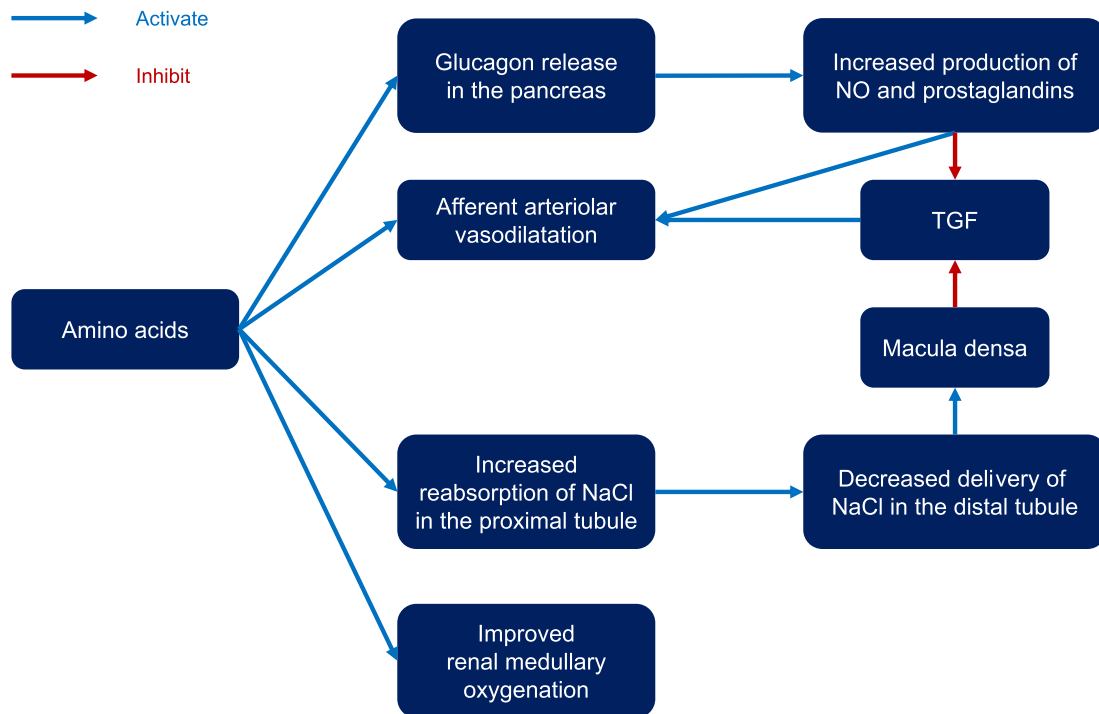 Activate
Inhibit
Glucagon release
in the pancreas
Increased production of
NO and prostaglandins
Afferent arteriolar
vasodilatation
TGF
Amino acids
Macula densa
Increased
reabsorption of NaCl
in the proximal tubule
Decreased delivery of
NaCl in the distal tubule
Improved
renal medullary
oxygenation